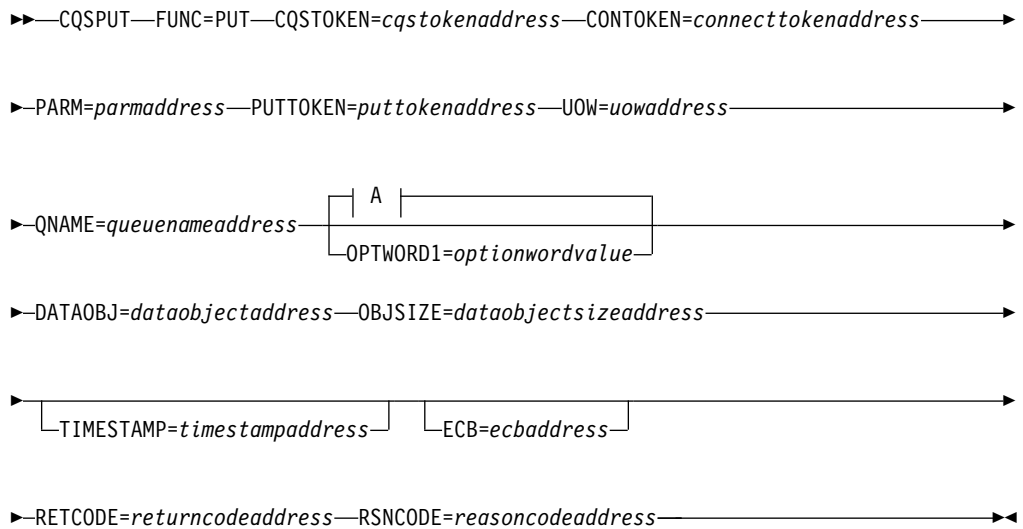 CQSPUT FUNC=PUT CQSTOKEN=cqstokenaddress CONTOKEN=connecttokenaddress
PARM=parmaddress PUTTOKEN=puttokenaddress UOW=uowaddress
A
QNAME=queuenameaddress
OPTWORD1=optionwordvalue
DATAOBJ=dataobjectaddress OBJSIZE=dataobjectsizeaddress
TIMESTAMP=timestampaddress ECB=ecbaddress
RETCODE=returncodeaddress RSNCODE=reasoncodeaddress